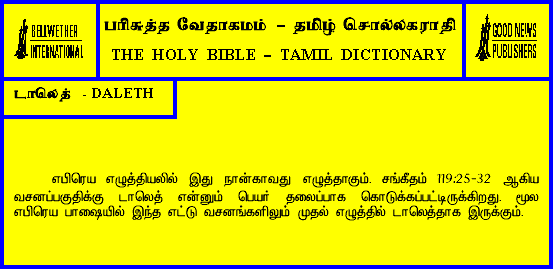 BELLWETHER
INTERNATIONAL
பரிசுத்த வேதாகமம் – தமிழ் சொல்லகராதி
THE HOLY BIBLE – TAMIL DICTIONARY
GOOD NEWS
PUBLISHERS
டாலெத் - DALETH
எபிரெய எழுத்தியலில் இது நான்காவது எழுத்தாகும். சங்கீதம் 119:25-32 ஆகிய
வசனப்பகுதிக்கு டாலெத் என்னும் பெயர் தலைப்பாக கொடுக்கப்பட்டிருக்கிறது. மூல
எபிரெய பாஷையில் இந்த எட்டு வசனங்களிலும் முதல் எழுத்தில் டாலெத்தாக இருக்கும்.